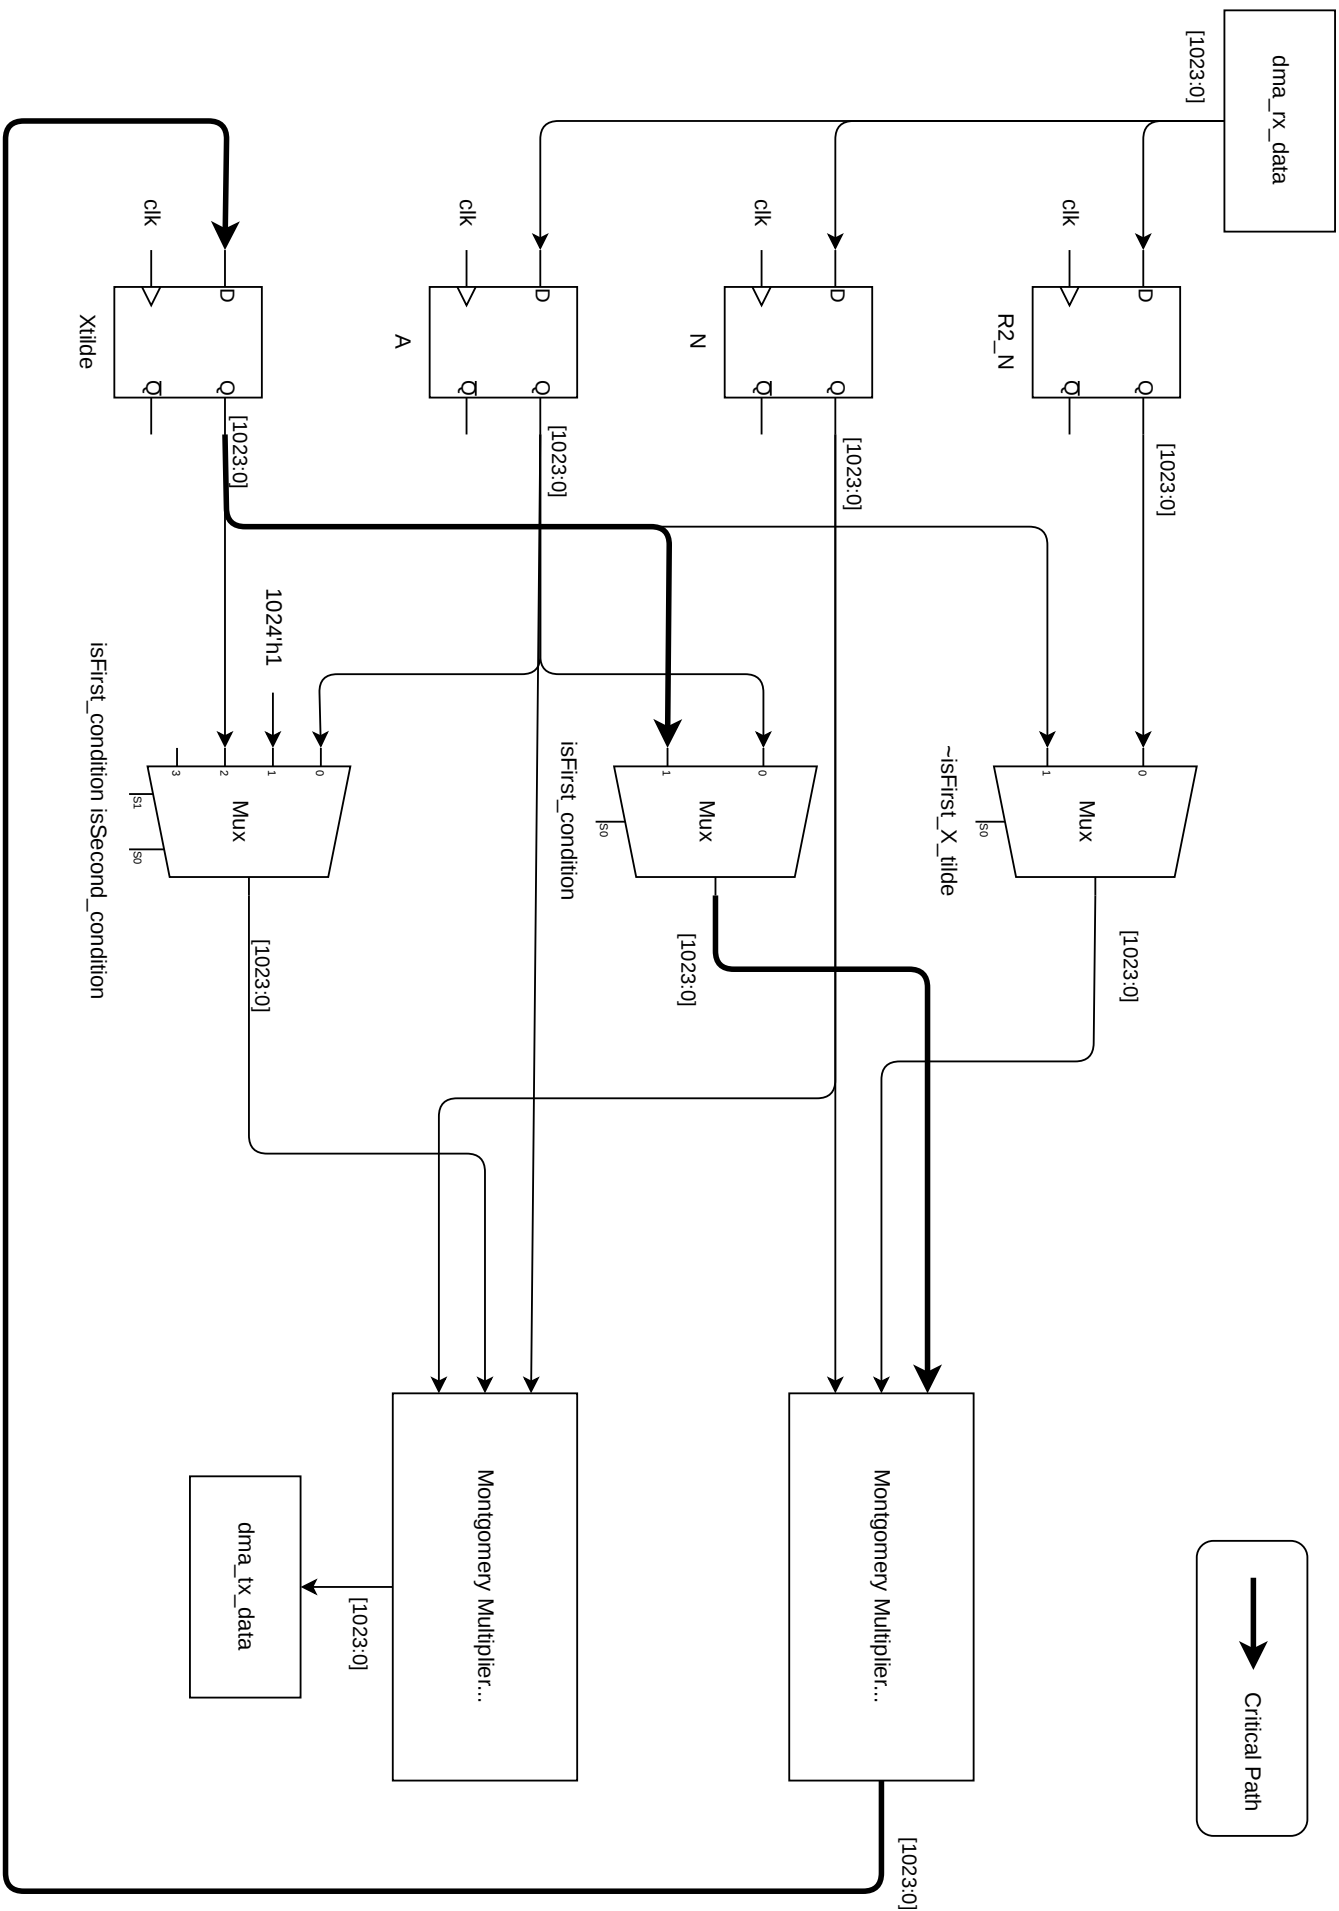 dma_rx_data
[1023:0]
clk
D
Q
Q
R2_N
[1023:0]
clk
D
Q
Q
N
[1023:0]
clk
D
Q
Q
A
[1023:0]
clk
D
Q
Q
Xtilde
[1023:0]
0
1
Mux
S0
~isFirst_X_tilde
[1023:0]
0
1
Mux
S0
isFirst_condition
[1023:0]
1024'h1
0
1
2
3
Mux
S1
S0
isFirst_condition isSecond_condition
[1023:0]
Montgomery Multiplier...
[1023:0]
Montgomery Multiplier...
[1023:0]
dma_tx_data
Critical Path